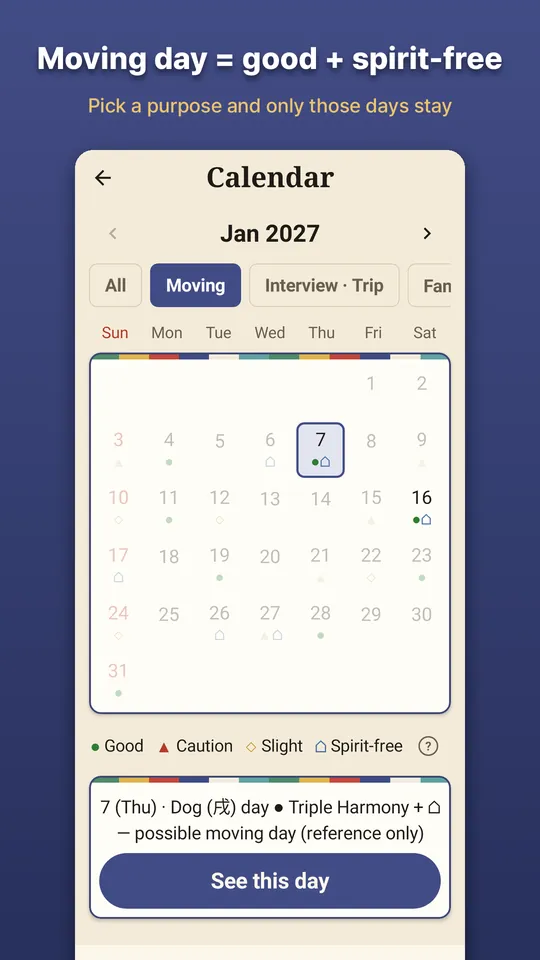 Moving day = good + spirit-free
Pick a purpose and only those days stay
← Calendar
‹ Jan 2027 ›
All Moving Interview · Trip Fan
Sun Mon Tue Wed Thu Fri Sat
1 2
3 4 5 6 7 8 9
10 11 12 13 14 15 16
17 18 19 20 21 22 23
24 25 26 27 28 29 30
31
● Good ▲ Caution ◇ Slight ⌂ Spirit-free ?
7 (Thu) · Dog (戌) day ● Triple Harmony + ⌂
— possible moving day (reference only)
See this day